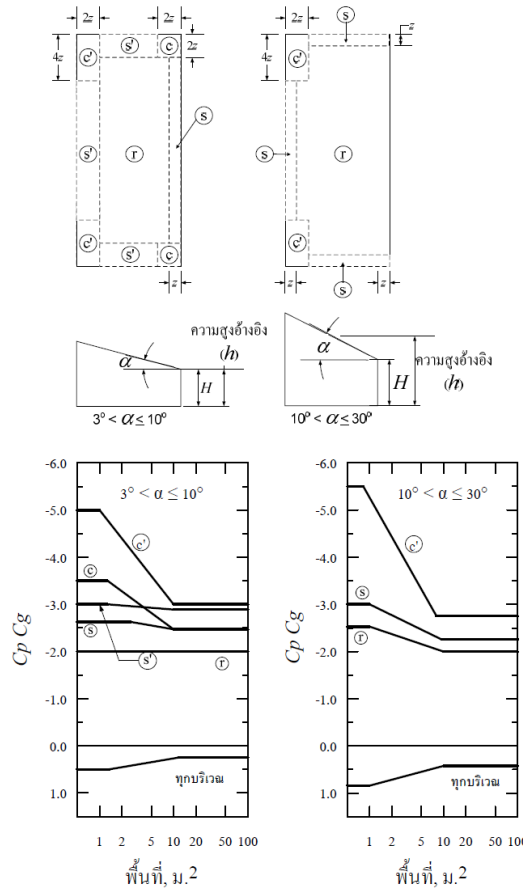 2z 2z
s' c 2z
4z c'
s
s' r
c' s' c
z
2z s z
4z c'
s r
c'
s
z
ความสูงอ้างอิง
(h)
α
H
3° < α ≤ 10°
α
ความสูงอ้างอิง
H (h)
10° < α ≤ 30°
-6.0
-5.0
-4.0
-3.0
-2.0
-1.0
0.0
1.0
Cp Cg
3° < α ≤ 10°
c'
c
s
s'
r
ทุกบริเวณ
1 2 5 10 20 50 100
พื้นที่, ม.2
-6.0
-5.0
-4.0
-3.0
-2.0
-1.0
0.0
1.0
Cp Cg
10° < α ≤ 30°
c'
s
r
ทุกบริเวณ
1 2 5 10 20 50 100
พื้นที่, ม.2